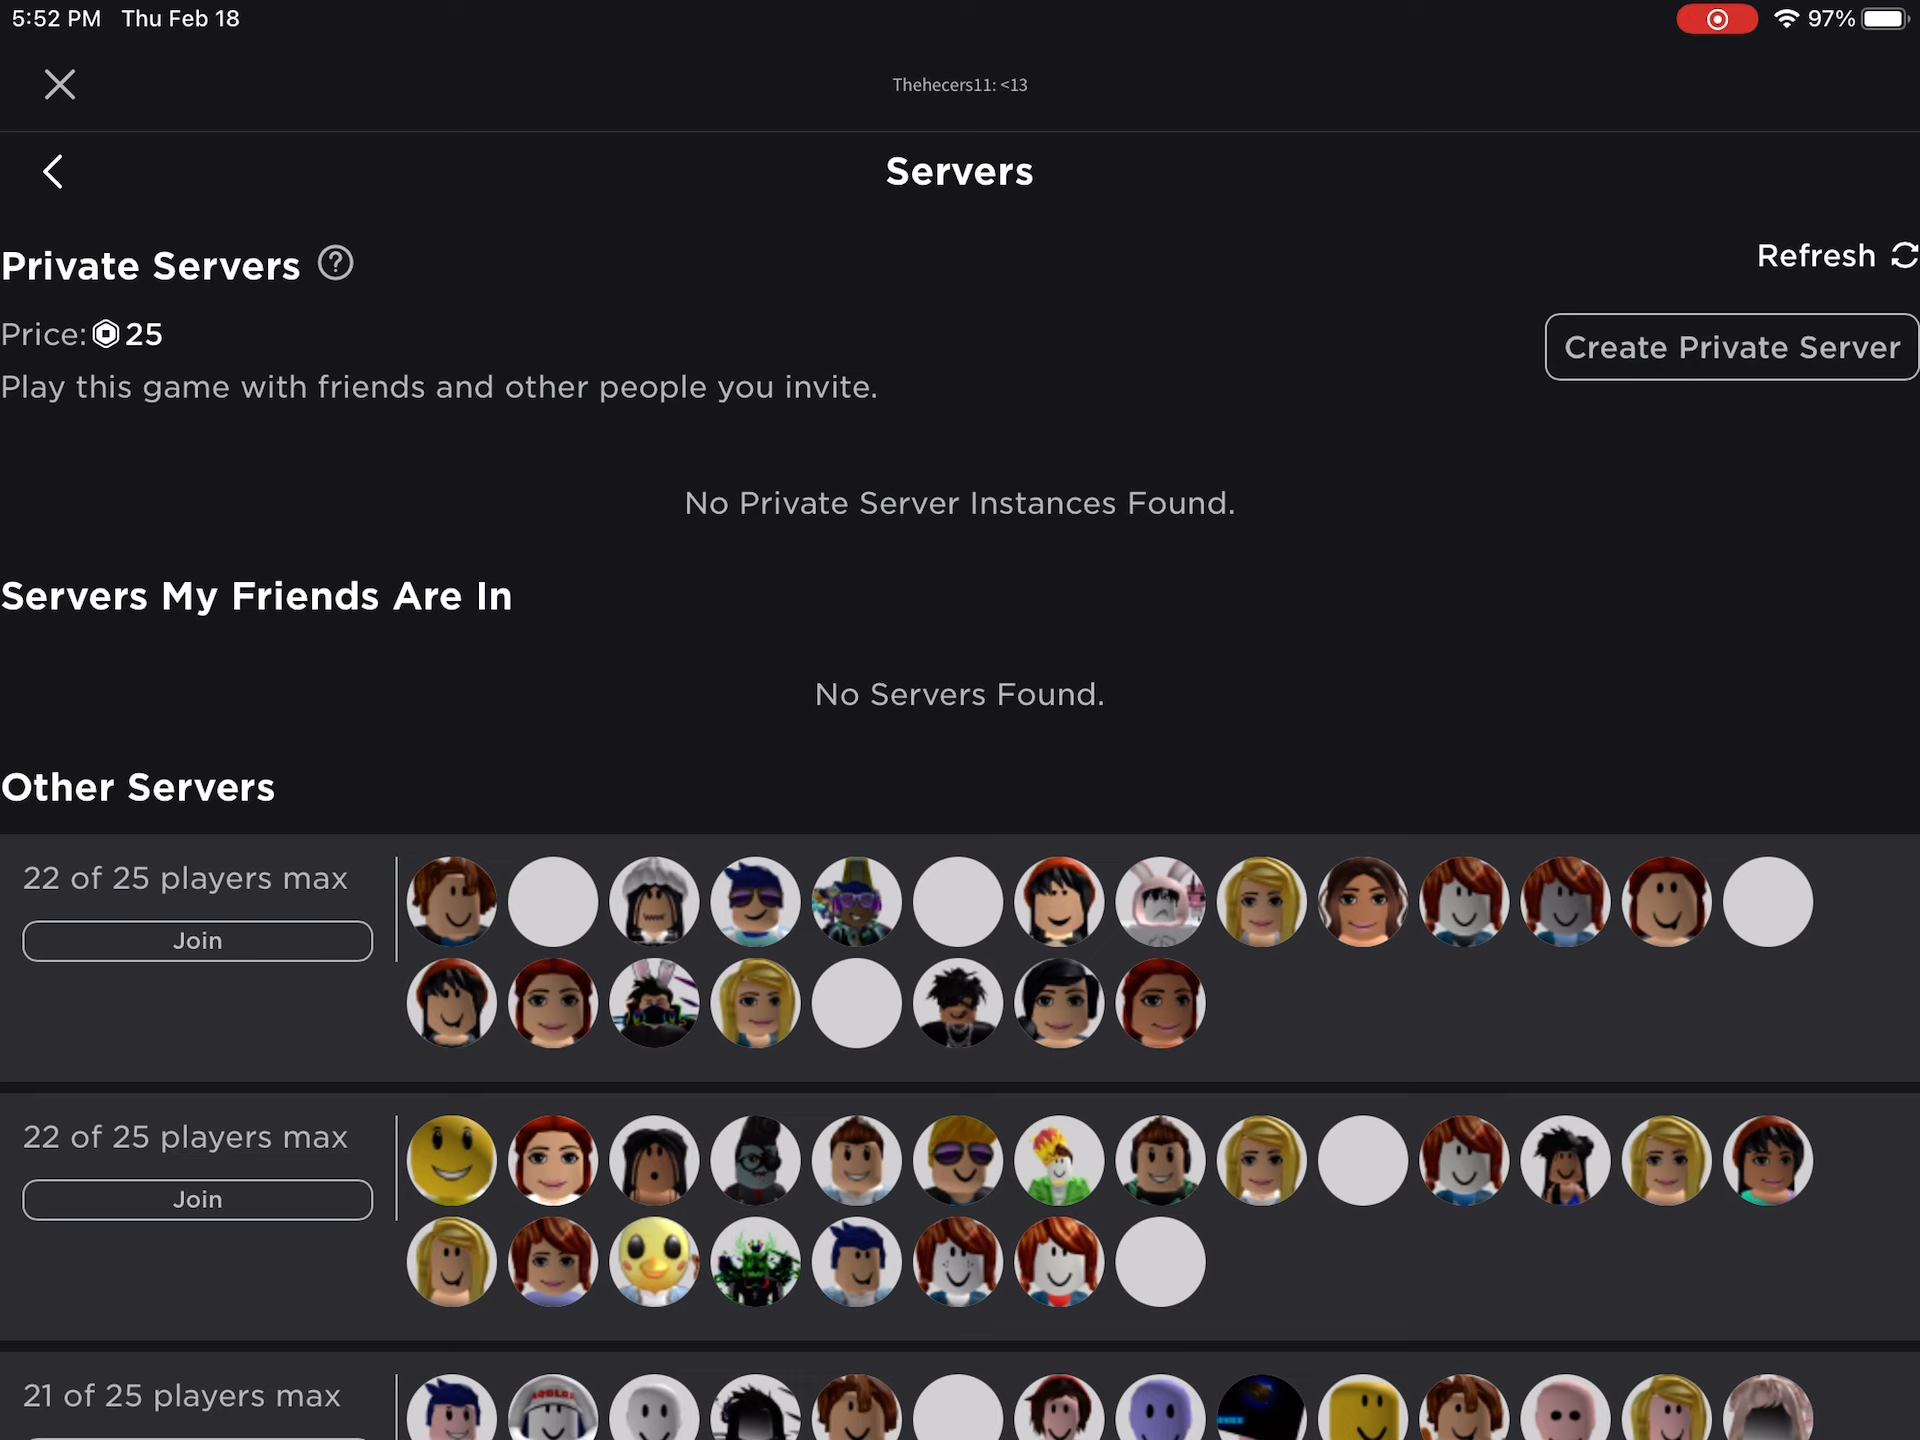 5:52 PM Thu Feb 18
97%
Thehecers11: <13
Servers
Private Servers ?
Refresh
Price: 25
Create Private Server
Play this game with friends and other people you invite.
No Private Server Instances Found.
Servers My Friends Are In
No Servers Found.
Other Servers
22 of 25 players max
Join
22 of 25 players max
Join
21 of 25 players max
ROBLOX